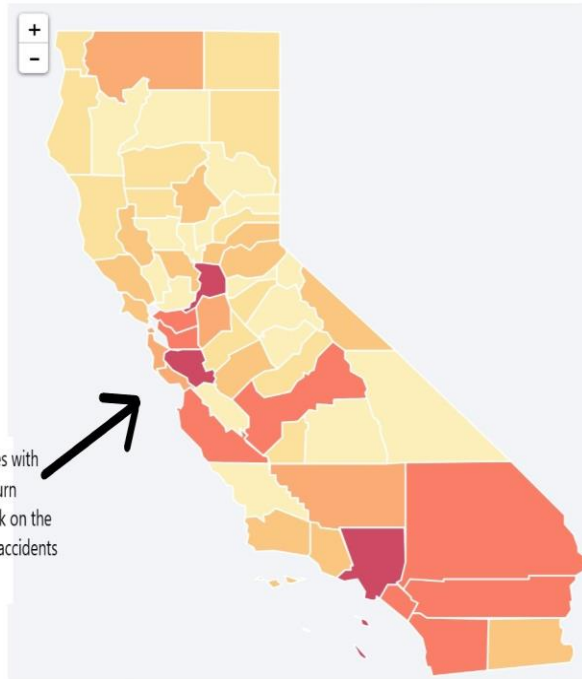 +
-
es with
urn
k on the
accidents